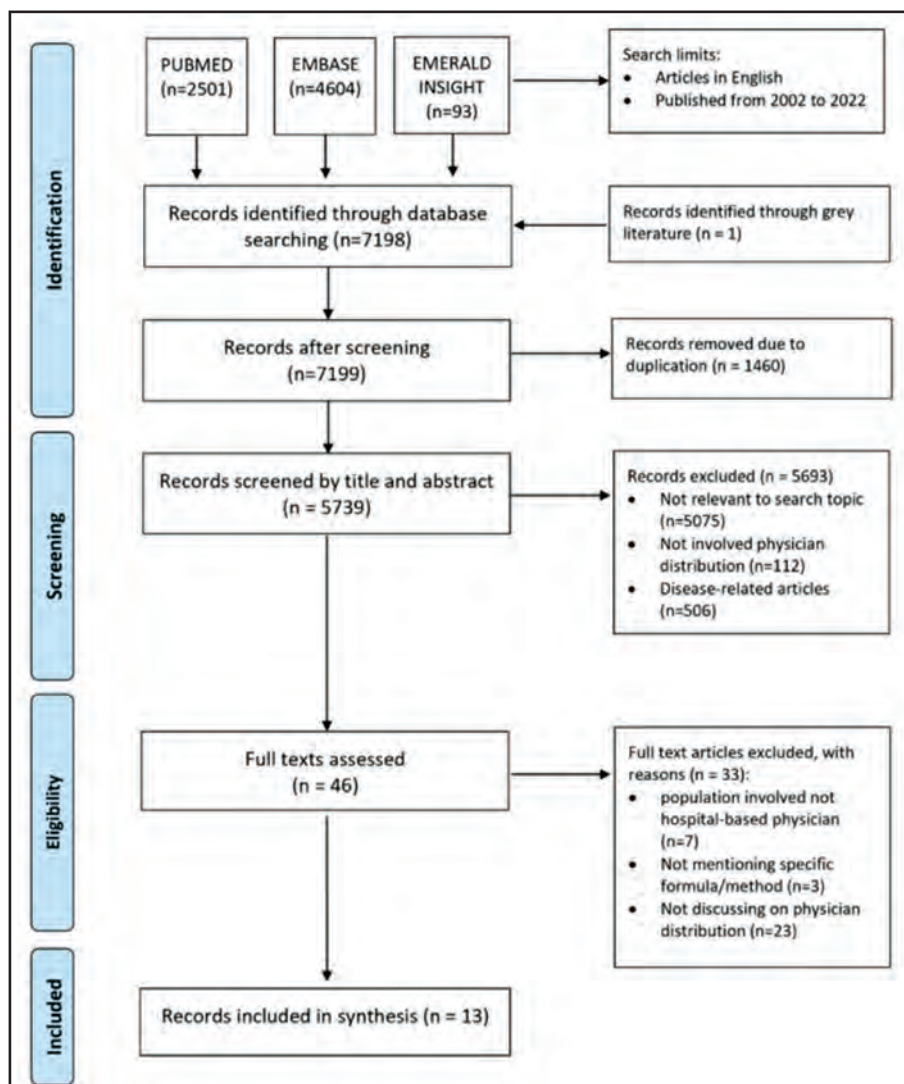 Identification
PUBMED
(n=2501)
EMBASE
(n=4604)
EMERALD
INSIGHT
(n=93)
Search limits:
• Articles in English
• Published from 2002 to 2022
Records identified through database
searching (n=7198)
Records identified through grey
literature (n = 1)
Records after screening
(n=7199)
Records removed due to
duplication (n = 1460)
Screening
Records screened by title and abstract
(n = 5739)
Records excluded (n = 5693)
• Not relevant to search topic
(n=5075)
• Not involved physician
distribution (n=112)
• Disease-related articles
(n=506)
Eligibility
Full texts assessed
(n = 46)
Full text articles excluded, with
reasons (n = 33):
• population involved not
hospital-based physician
(n=7)
• Not mentioning specific
formula/method (n=3)
• Not discussing on physician
distribution (n=23)
Included
Records included in synthesis (n = 13)